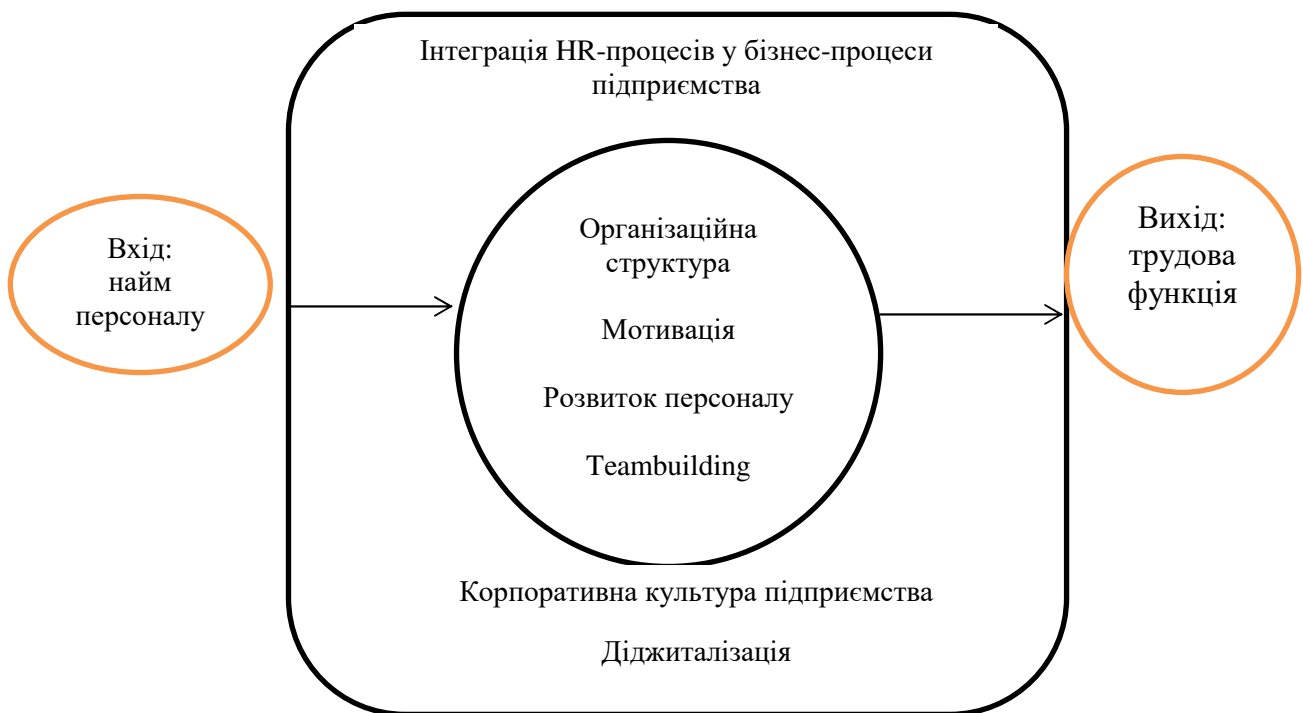 Інтеграція HR-процесів у бізнес-процеси
підприємства
Вхід:
найм
персоналу
Організаційна
структура
Мотивація
Розвиток персоналу
Teambuilding
Вихід:
трудова
функція
Корпоративна культура підприємства
Діджиталізація